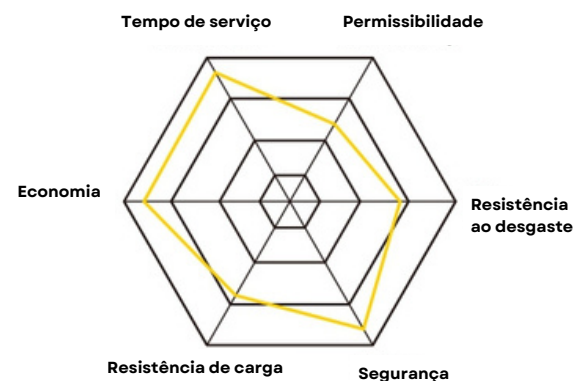 Tempo de serviço
Permissibilidade
Economia
Resistência
ao desgaste
Resistência de carga
Segurança